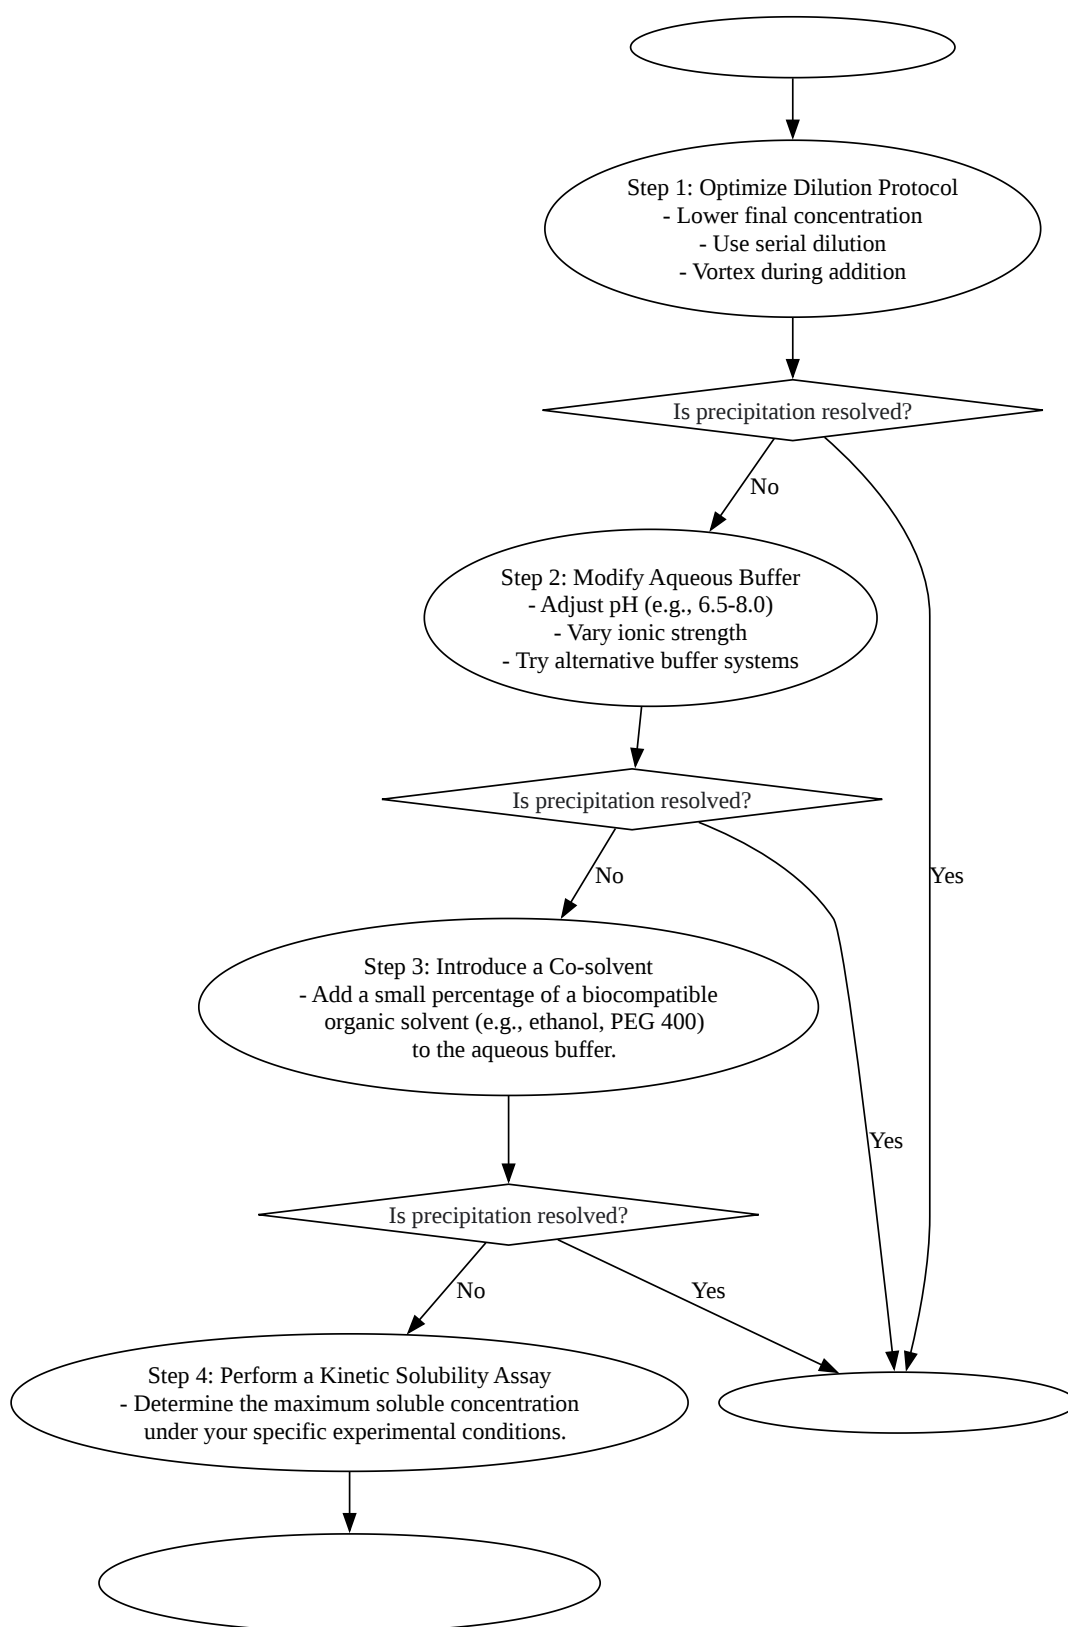 Step 1: Optimize Dilution Protocol
- Lower final concentration
- Use serial dilution
- Vortex during addition
Is precipitation resolved?
No
Step 2: Modify Aqueous Buffer
- Adjust pH (e.g., 6.5-8.0)
- Vary ionic strength
- Try alternative buffer systems
Is precipitation resolved?
No
Yes
Step 3: Introduce a Co-solvent
- Add a small percentage of a biocompatible
organic solvent (e.g., ethanol, PEG 400)
to the aqueous buffer.
Yes
Is precipitation resolved?
No
Yes
Step 4: Perform a Kinetic Solubility Assay
- Determine the maximum soluble concentration
under your specific experimental conditions.